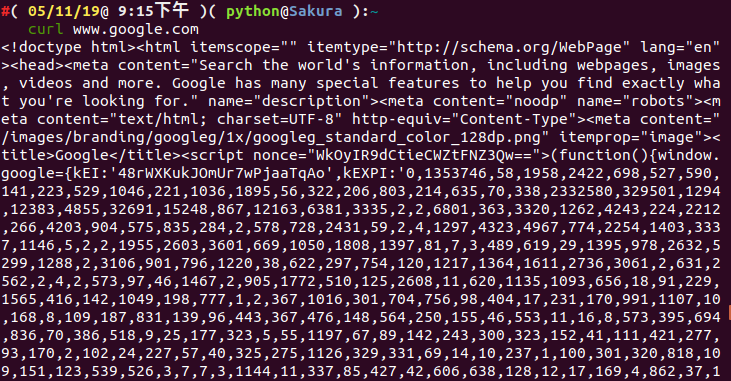 #( 05/11/19@ 9:15下午 )( python@Sakura ):~
curl www.google.com
<!doctype html><html itemscope="" itemtype="http://schema.org/WebPage" lang="en"
><head><meta content="Search the world's information, including webpages, images
, videos and more. Google has many special features to help you find exactly wha
t you're looking for." name="description"><meta content="noodp" name="robots"><m
eta content="text/html; charset=UTF-8" http-equiv="Content-Type"><meta content="
/images/branding/googleg/1x/googleg_standard_color_128dp.png" itemprop="image"><
title>Google</title><script nonce="WkOyIR9dCtieCWZtFNZ3Qw==">(function(){window.
google={kEI:'48rWXKukJOmUr7wPjaaTqAo',kEXPI:'0,1353746,58,1958,2422,698,527,590,
141,223,529,1046,221,1036,1895,56,322,206,803,214,635,70,338,2332580,329501,1294
,12383,4855,32691,15248,867,12163,6381,3335,2,2,6801,363,3320,1262,4243,224,2212
,266,4203,904,575,835,284,2,578,728,2431,59,2,4,1297,4323,4967,774,2254,1403,333
7,1146,5,2,2,1955,2603,3601,669,1050,1808,1397,81,7,3,489,619,29,1395,978,2632,5
299,1288,2,3106,901,796,1220,38,622,297,754,120,1217,1364,1611,2736,3061,2,631,2
562,2,4,2,573,97,46,1467,2,905,1772,510,125,2608,11,620,1135,1093,656,18,91,229,
1565,416,142,1049,198,777,1,2,367,1016,301,704,756,98,404,17,231,170,991,1107,10
,168,8,109,187,831,139,96,443,367,476,148,564,250,155,46,553,11,16,8,573,395,694
,836,70,386,518,9,25,177,323,5,55,1197,67,89,142,243,300,323,152,41,111,421,277,
93,170,2,102,24,227,57,40,325,275,1126,329,331,69,14,10,237,1,100,301,320,818,10
9,151,123,539,526,3,7,7,3,1144,11,337,85,427,42,606,638,128,12,17,169,4,862,37,1